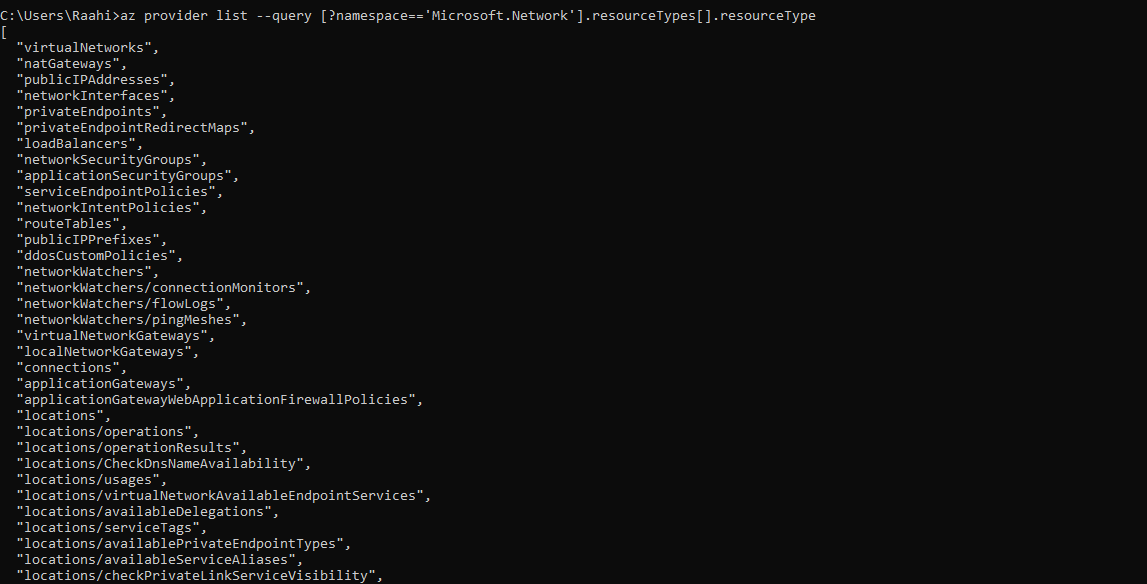 C:\Users\Raahi>az provider list --query [?namespace=='Microsoft.Network'].resourceTypes[].resourceType
[
  "virtualNetworks",
  "natGateways",
  "publicIPAddresses",
  "networkInterfaces",
  "privateEndpoints",
  "privateEndpointRedirectMaps",
  "loadBalancers",
  "networkSecurityGroups",
  "applicationSecurityGroups",
  "serviceEndpointPolicies",
  "networkIntentPolicies",
  "routeTables",
  "publicIPPrefixes",
  "ddosCustomPolicies",
  "networkWatchers",
  "networkWatchers/connectionMonitors",
  "networkWatchers/flowLogs",
  "networkWatchers/pingMeshes",
  "virtualNetworkGateways",
  "localNetworkGateways",
  "connections",
  "applicationGateways",
  "applicationGatewayWebApplicationFirewallPolicies",
  "locations",
  "locations/operations",
  "locations/operationResults",
  "locations/CheckDnsNameAvailability",
  "locations/usages",
  "locations/virtualNetworkAvailableEndpointServices",
  "locations/availableDelegations",
  "locations/serviceTags",
  "locations/availablePrivateEndpointTypes",
  "locations/availableServiceAliases",
  "locations/checkPrivateLinkServiceVisibility",